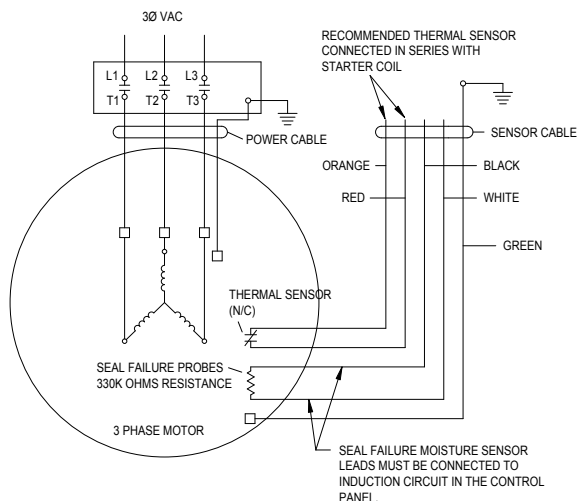 3Ø VAC
L1 L2 L3
T1 T2 T3
POWER CABLE
RECOMMENDED THERMAL SENSOR
CONNECTED IN SERIES WITH
STARTER COIL
SENSOR CABLE
ORANGE
BLACK
RED
WHITE
GREEN
THERMAL SENSOR
(N/C)
SEAL FAILURE PROBES
330K OHMS RESISTANCE
3 PHASE MOTOR
SEAL FAILURE MOISTURE SENSOR
LEADS MUST BE CONNECTED TO
INDUCTION CIRCUIT IN THE CONTROL
PANEL.